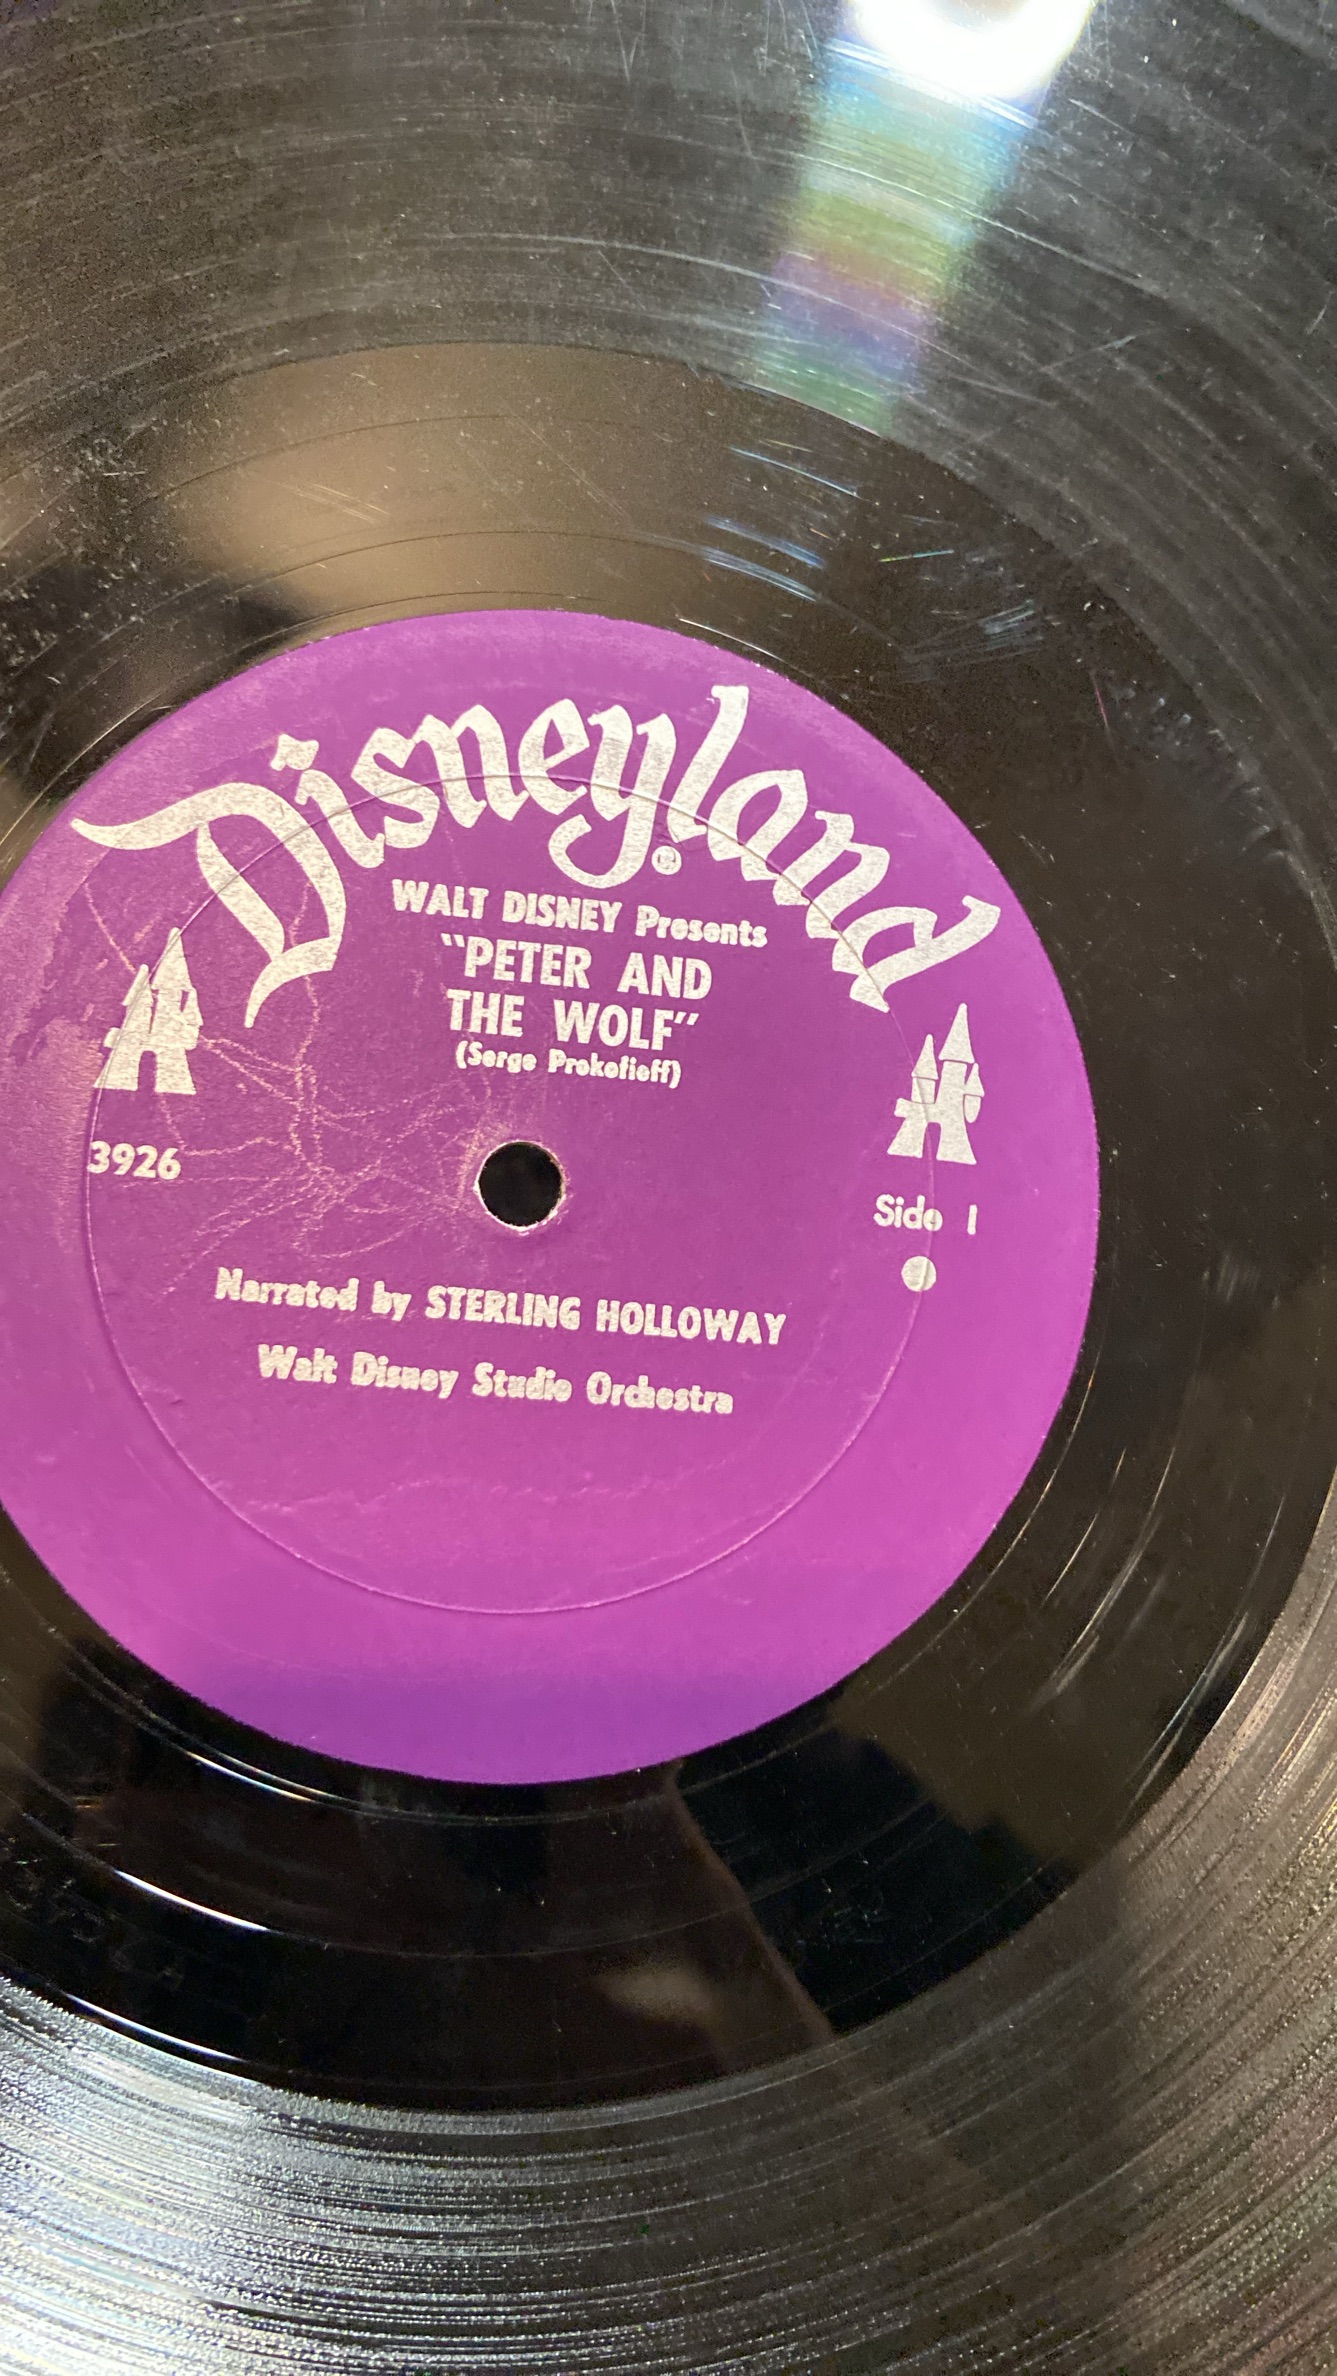 Disneyland®
WALT DISNEY Presents
"PETER AND
THE WOLF"
(Serge Prokofieff)
3926
Side 1
Narrated by STERLING HOLLOWAY
Walt Disney Studio Orchestra